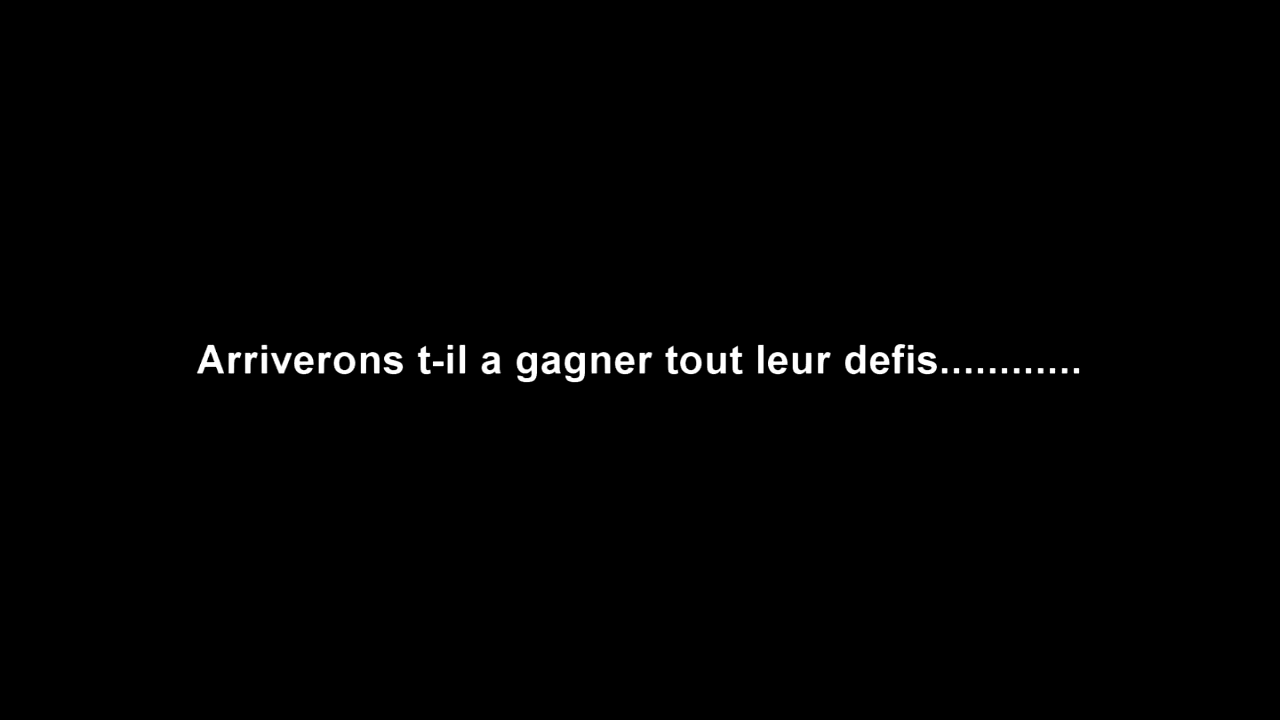 Arriverons t-il a gagner tout leur defis............